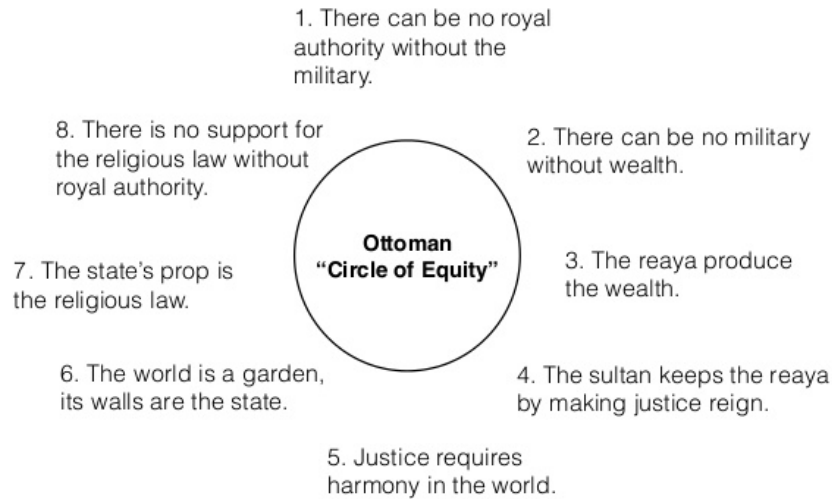 1. There can be no royal
authority without the
military.
8. There is no support for
the religious law without
royal authority.
2. There can be no military
without wealth.
Ottoman
“Circle of Equity”
7. The state’s prop is
the religious law.
3. The reaya produce
the wealth.
6. The world is a garden,
its walls are the state.
4. The sultan keeps the reaya
by making justice reign.
5. Justice requires
harmony in the world.